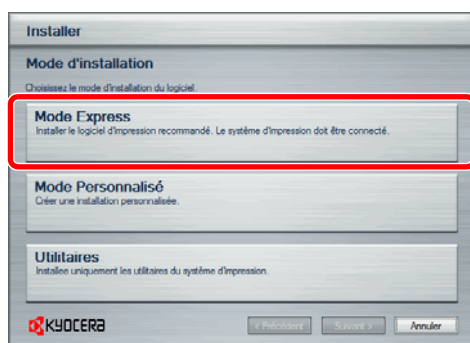 Installer
Mode d'installation
Choisissez le mode d'installation du logiciel.
Mode Express
Installer le logiciel d'impression recommandé. Le système d'impression doit être connecté.
Mode Personnalisé
Créer une installation personnalisée.
Utilitaires
Installee uniquement les utilitaires du système d'impression.
KYOCERA
< Précédent Suivant > Annuler